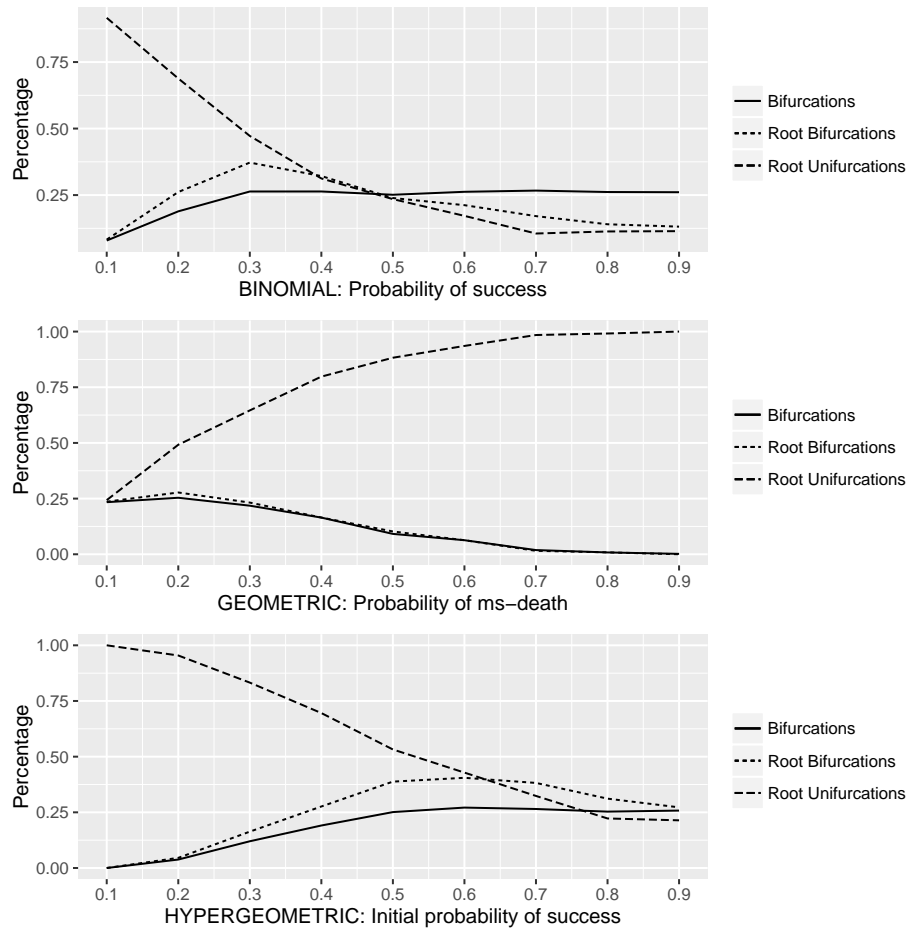 Percentage
0.75
0.50
0.25
0.1 0.2 0.3 0.4 0.5 0.6 0.7 0.8 0.9
BINOMIAL: Probability of success
Bifurcations
Root Bifurcations
Root Unifurcations
Percentage
1.00
0.75
0.50
0.25
0.00
0.1 0.2 0.3 0.4 0.5 0.6 0.7 0.8 0.9
GEOMETRIC: Probability of ms−death
Bifurcations
Root Bifurcations
Root Unifurcations
Percentage
1.00
0.75
0.50
0.25
0.00
0.1 0.2 0.3 0.4 0.5 0.6 0.7 0.8 0.9
HYPERGEOMETRIC: Initial probability of success
Bifurcations
Root Bifurcations
Root Unifurcations